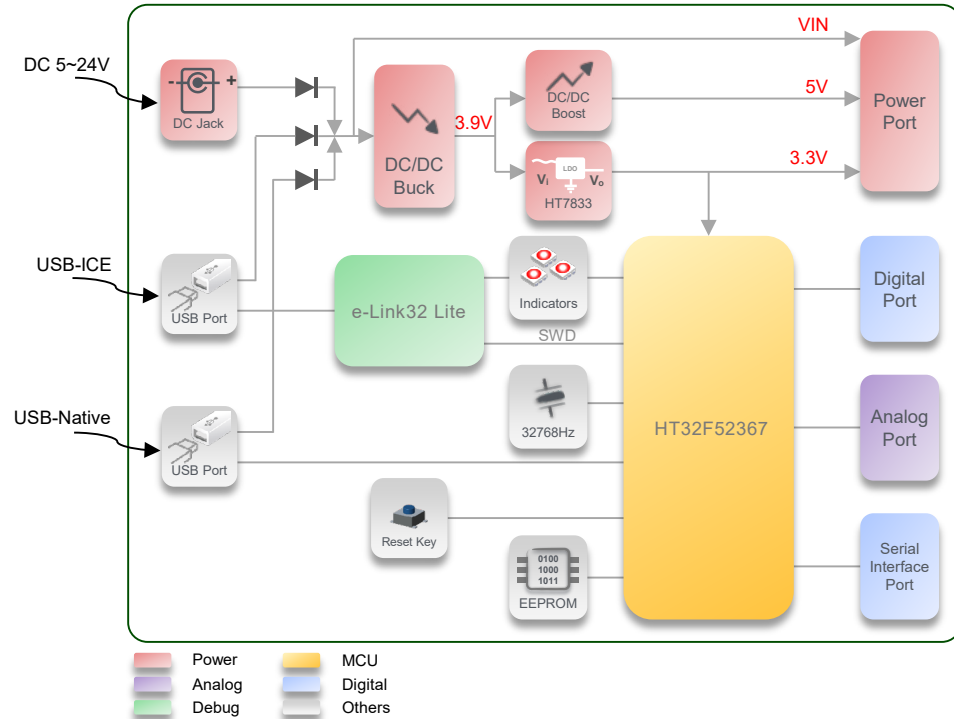 VIN
DC 5~24V
- +
DC Jack
DC/DC
Buck
3.9V
DC/DC
Boost
5V
Power
Port
LDO
Vi Vo
HT7833
3.3V
USB-ICE
USB Port
e-Link32 Lite
Indicators
SWD
Digital
Port
USB-Native
USB Port
32768Hz
HT32F52367
Analog
Port
Reset Key
0100
1000
1011
EEPROM
Serial
Interface
Port
Power
MCU
Analog
Digital
Debug
Others